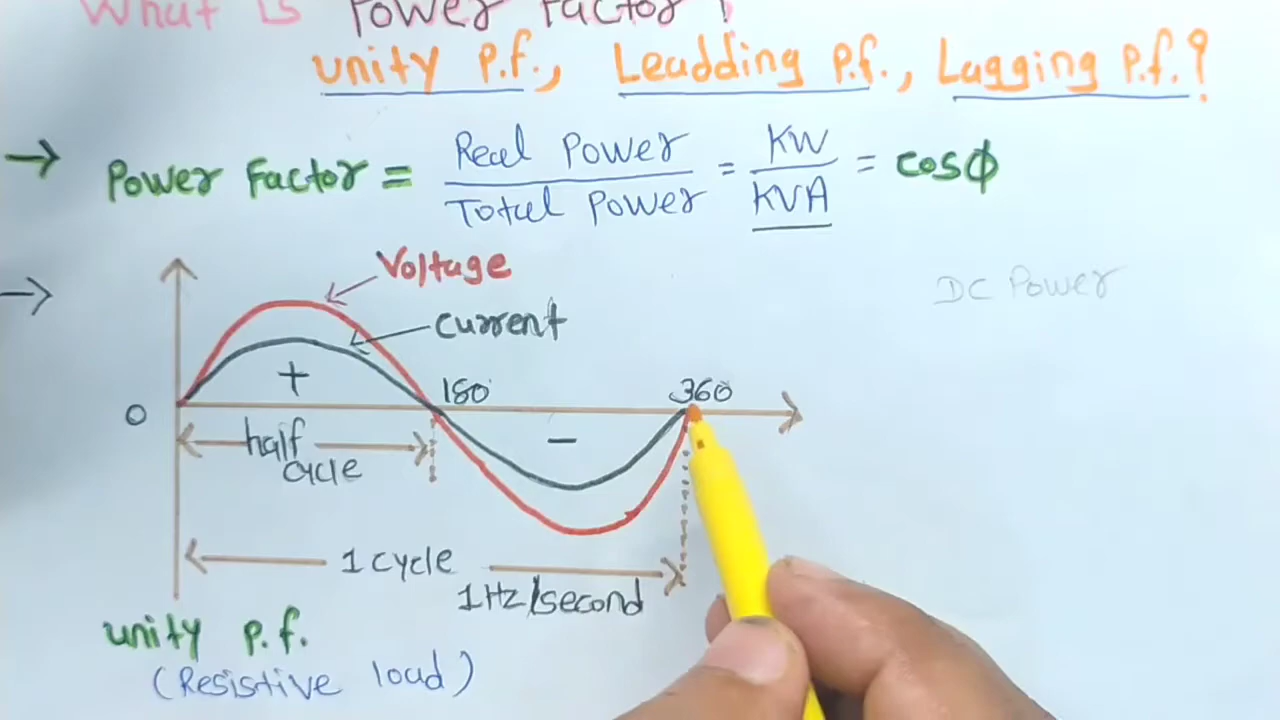 What is Power Factor?
unity p.f., Leadding p.f., Lagging p.f.?
→ Power Factor = Real Power / Total Power = KW / KVA = cosϕ
→
Voltage
Current
DC Power
+
180
360
0
−
half
cycle
1 cycle
1Hz/second
unity p.f.
(Resistive load)